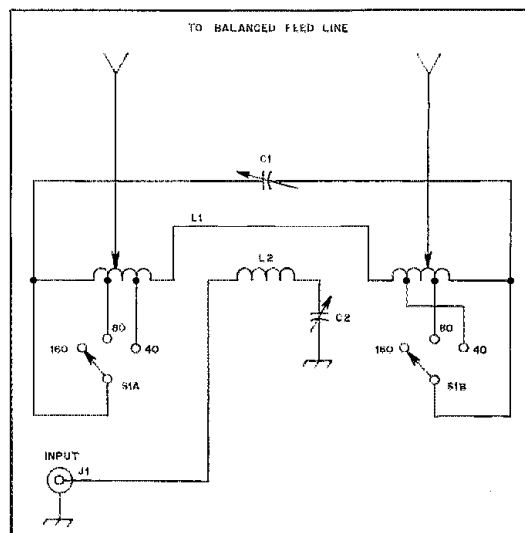 TO BALANCED FEED LINE
C1
L1
L2
C2
80
160
40
S1A
80
160
40
S1B
INPUT
J1